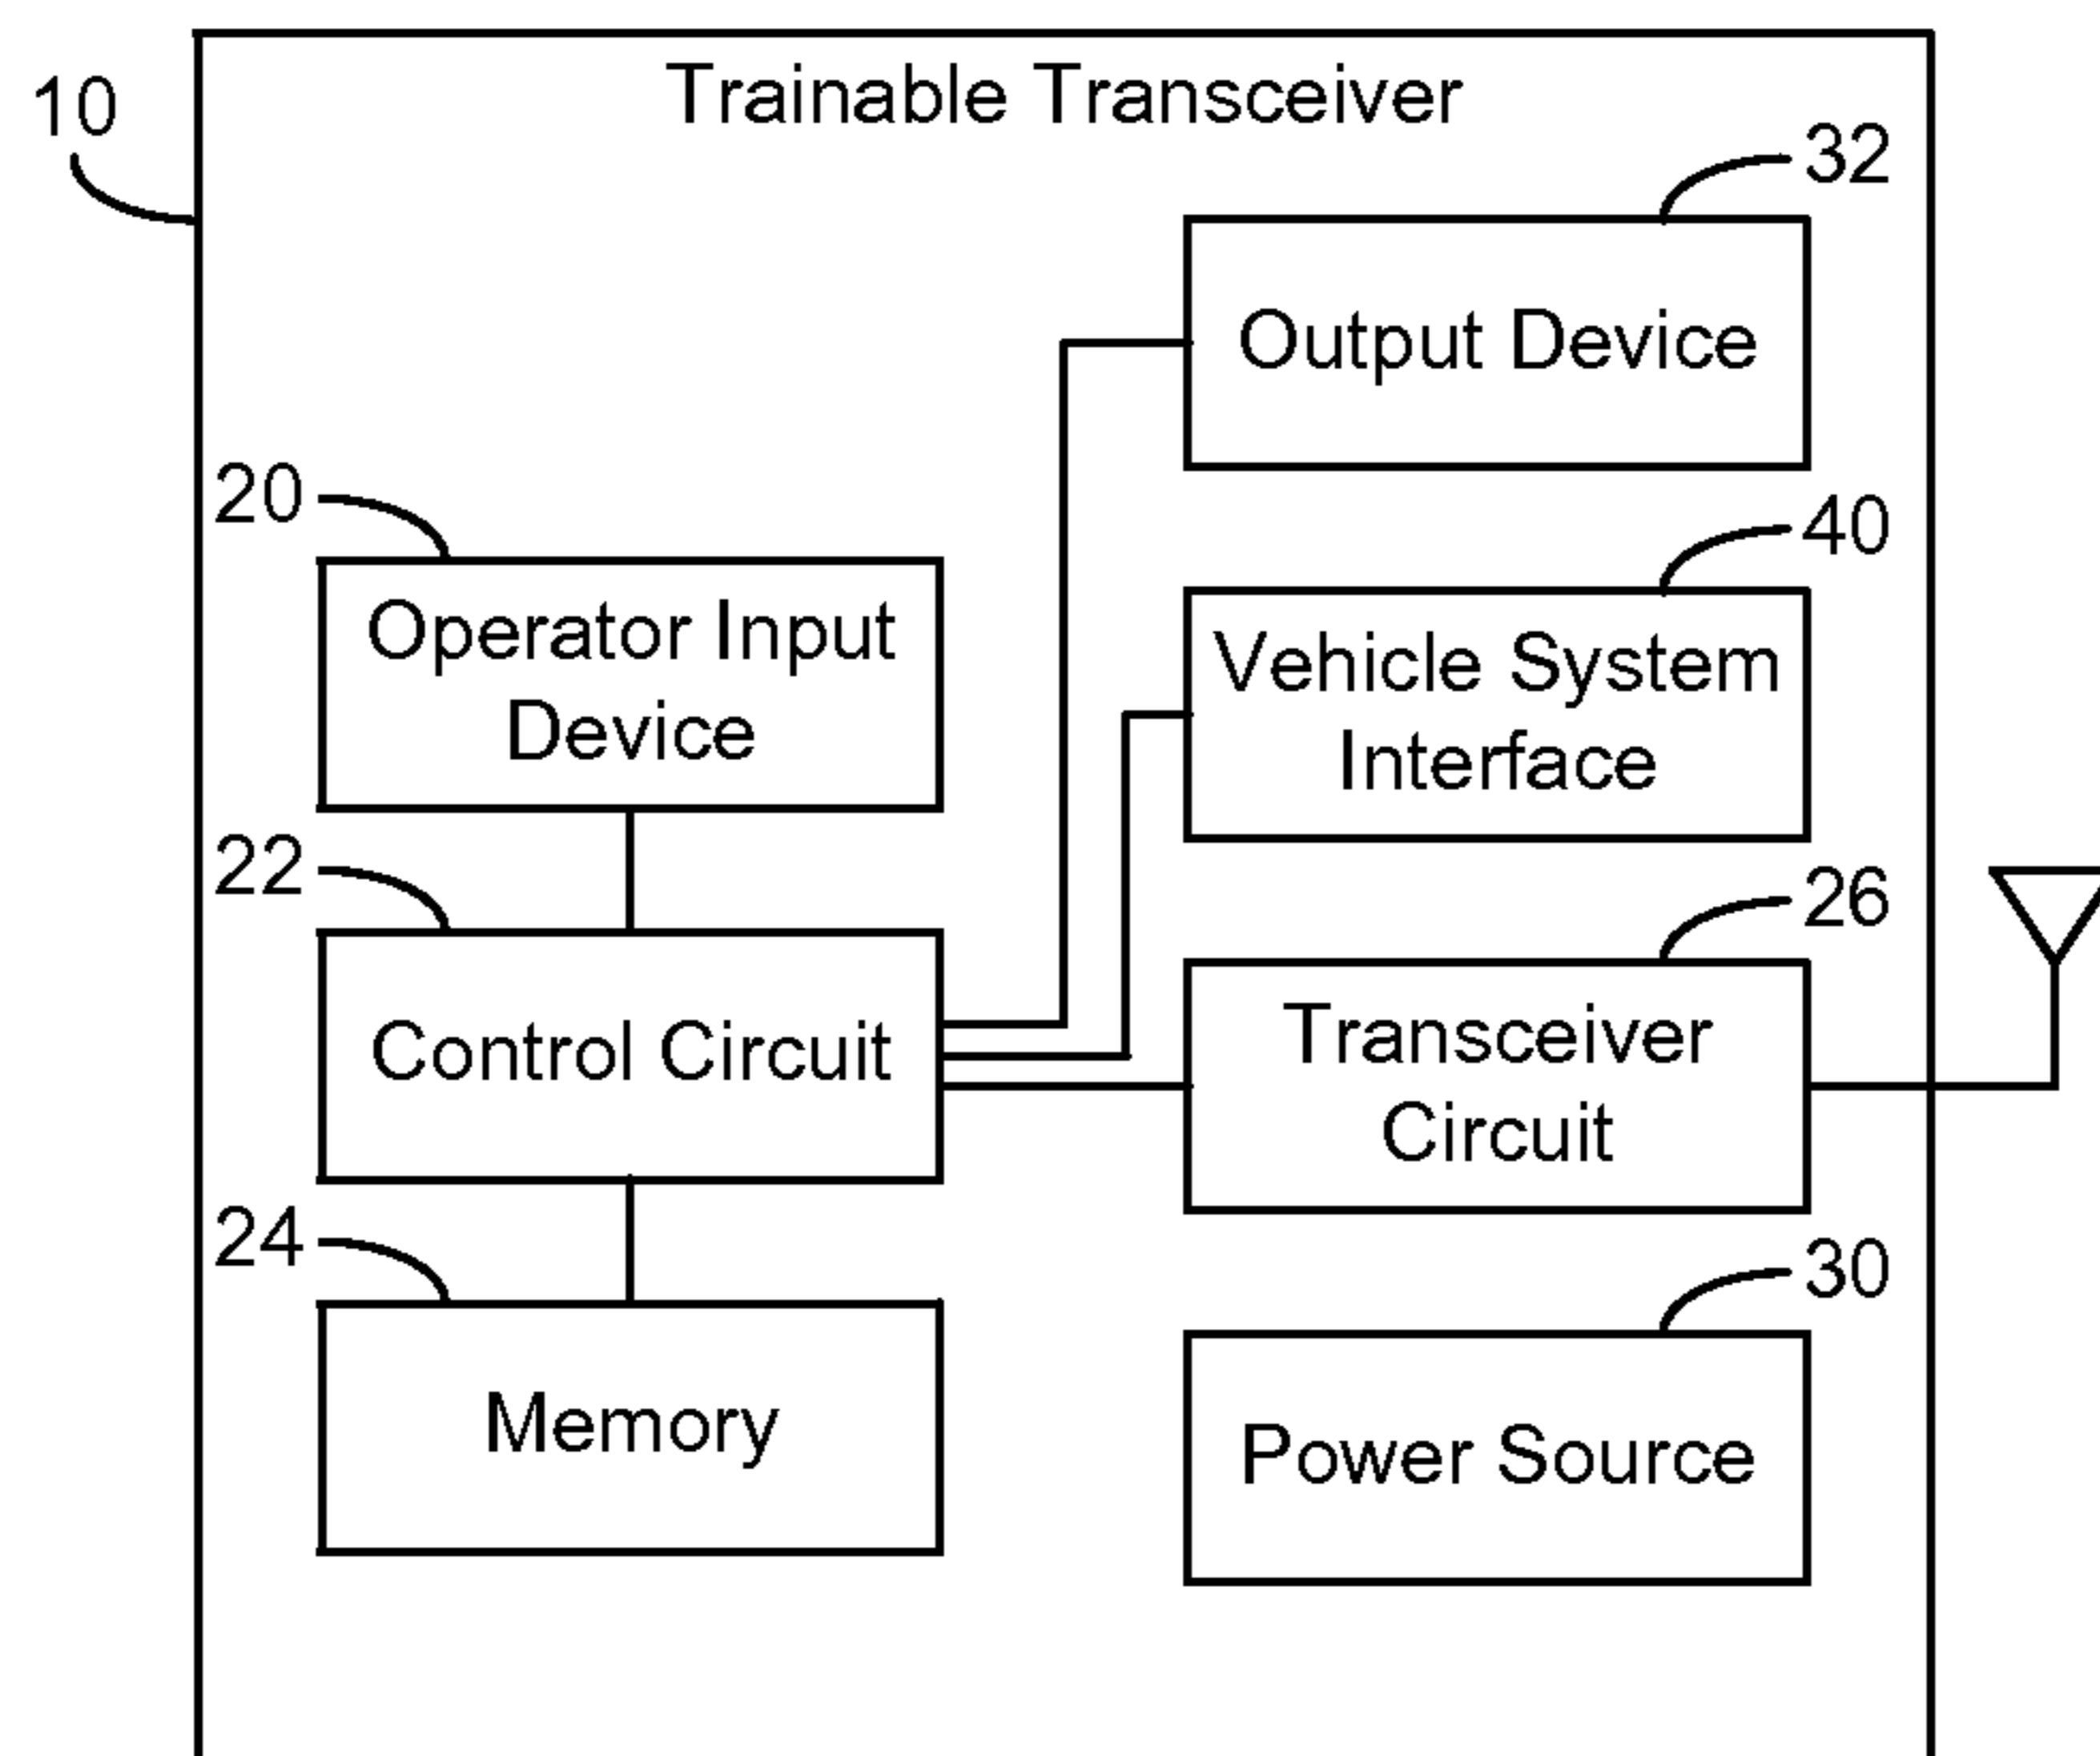 Trainable Transceiver
10
32
Output Device
20
40
Operator Input
Device
Vehicle System
Interface
22
26
Control Circuit
Transceiver
Circuit
24
30
Memory
Power Source